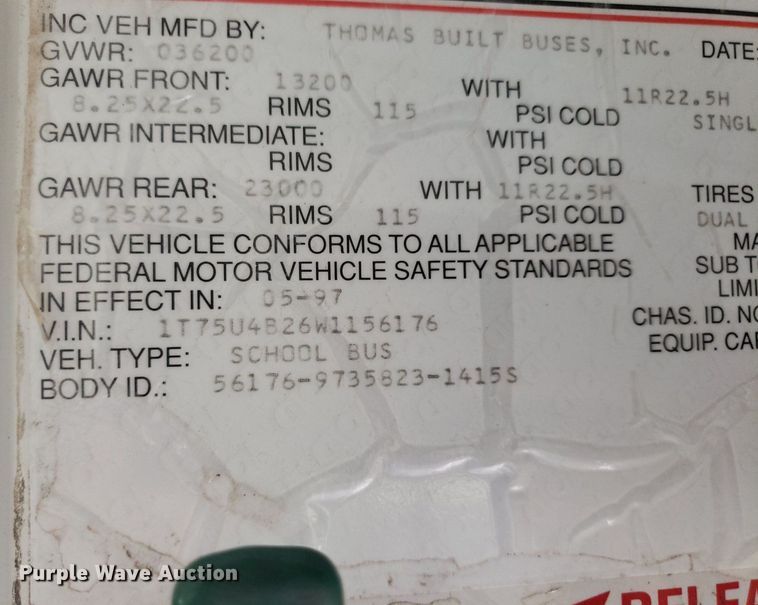 INC VEH MFD BY: THOMAS BUILT BUSES, INC. DATE:
GVWR: 036200
GAWR FRONT: 13200 WITH 11R22.5H
8.25X22.5 RIMS 115 PSI COLD SINGL
GAWR INTERMEDIATE: WITH
RIMS PSI COLD
GAWR REAR: 23000 WITH 11R22.5H TIRES
8.25X22.5 RIMS 115 PSI COLD DUAL
THIS VEHICLE CONFORMS TO ALL APPLICABLE MA
FEDERAL MOTOR VEHICLE SAFETY STANDARDS SUB T
IN EFFECT IN: 05-97 LIMI
V.I.N.: 1T75U4B26W1156176 CHAS. ID. NO
VEH. TYPE: SCHOOL BUS EQUIP. CA
BODY ID.: 56176-9735823-1415S
Purple Wave Auction
RELEA